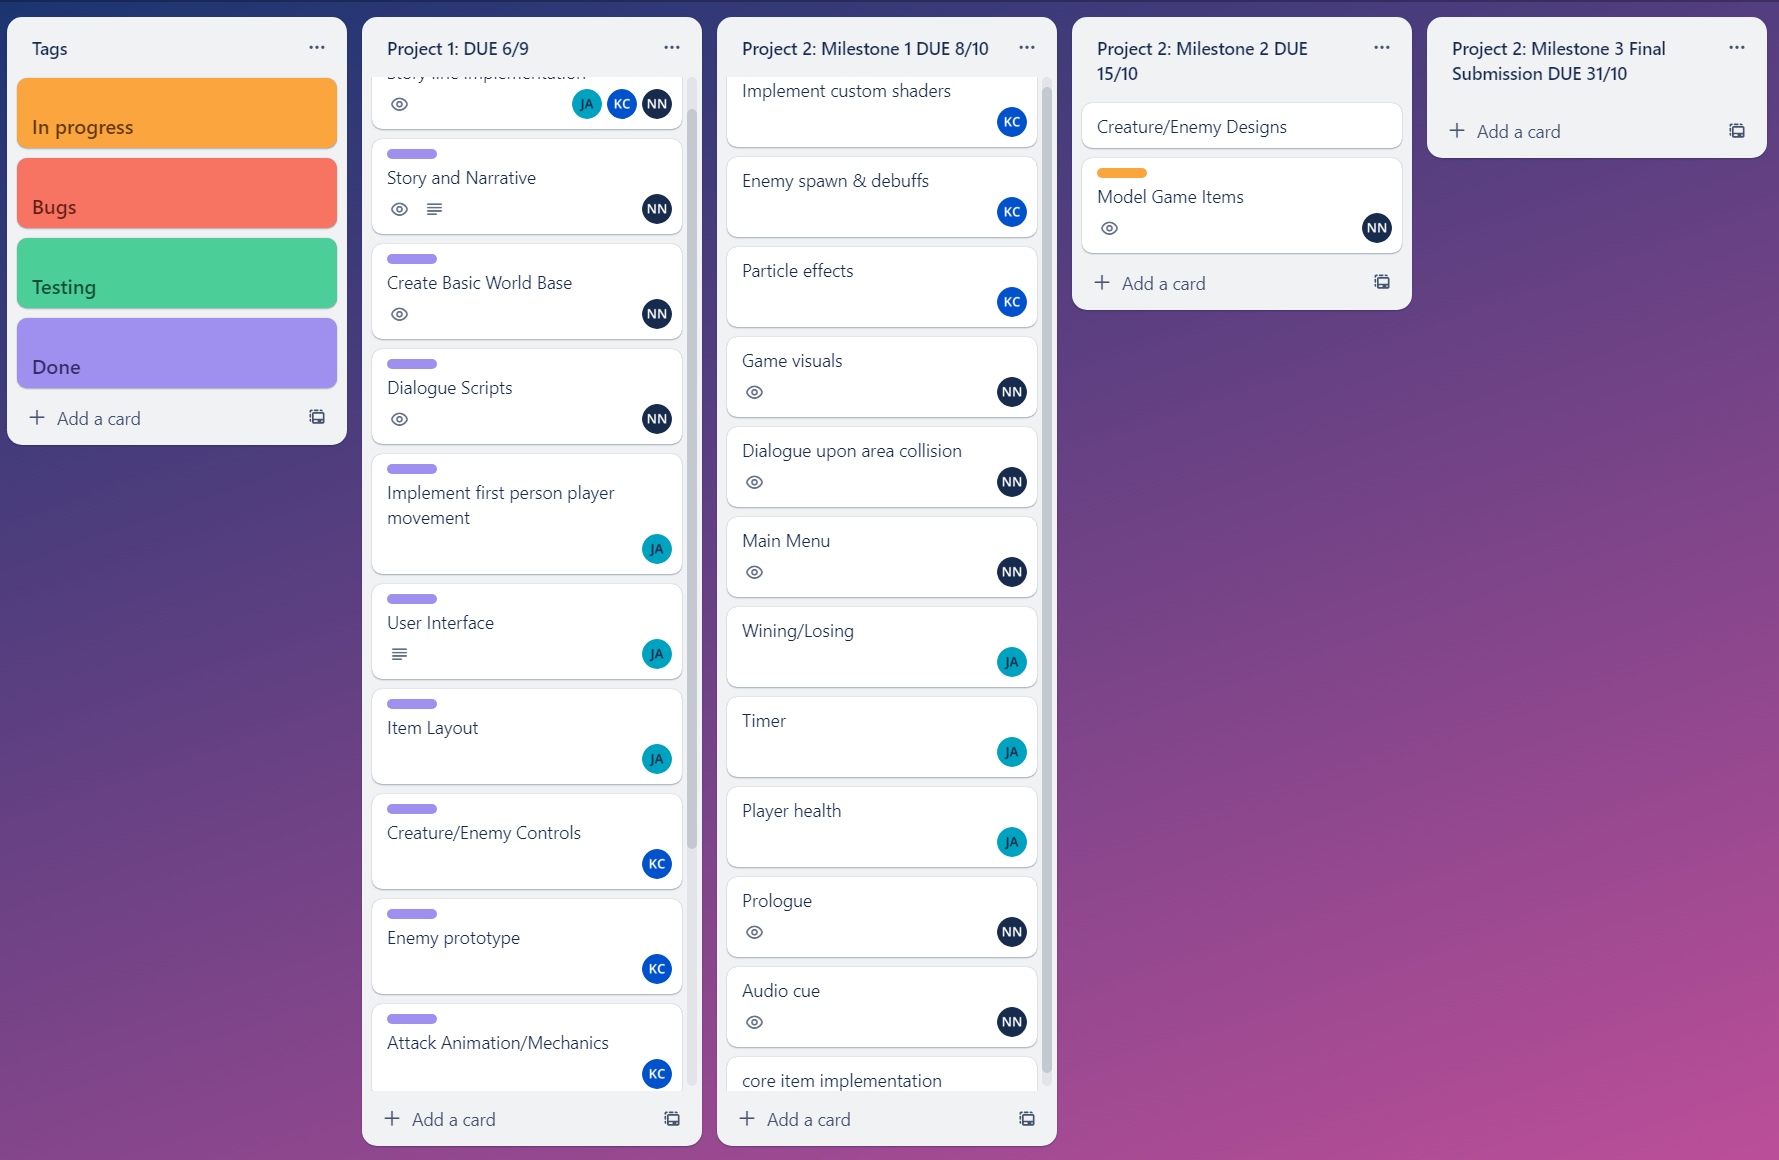 Tags
In progress
Bugs
Testing
Done
Add a card
Project 1: DUE 6/9
Story line implementation
JA KC NN
Story and Narrative
NN
Create Basic World Base
NN
Dialogue Scripts
NN
Implement first person player
movement
JA
User Interface
JA
Item Layout
JA
Creature/Enemy Controls
KC
Enemy prototype
KC
Attack Animation/Mechanics
KC
Add a card
Project 2: Milestone 1 DUE 8/10
Implement custom shaders
KC
Enemy spawn & debuffs
KC
Particle effects
KC
Game visuals
NN
Dialogue upon area collision
NN
Main Menu
NN
Wining/Losing
JA
Timer
JA
Player health
JA
Prologue
NN
Audio cue
NN
core item implementation
Add a card
Project 2: Milestone 2 DUE
15/10
Creature/Enemy Designs
Model Game Items
NN
Add a card
Project 2: Milestone 3 Final
Submission DUE 31/10
Add a card